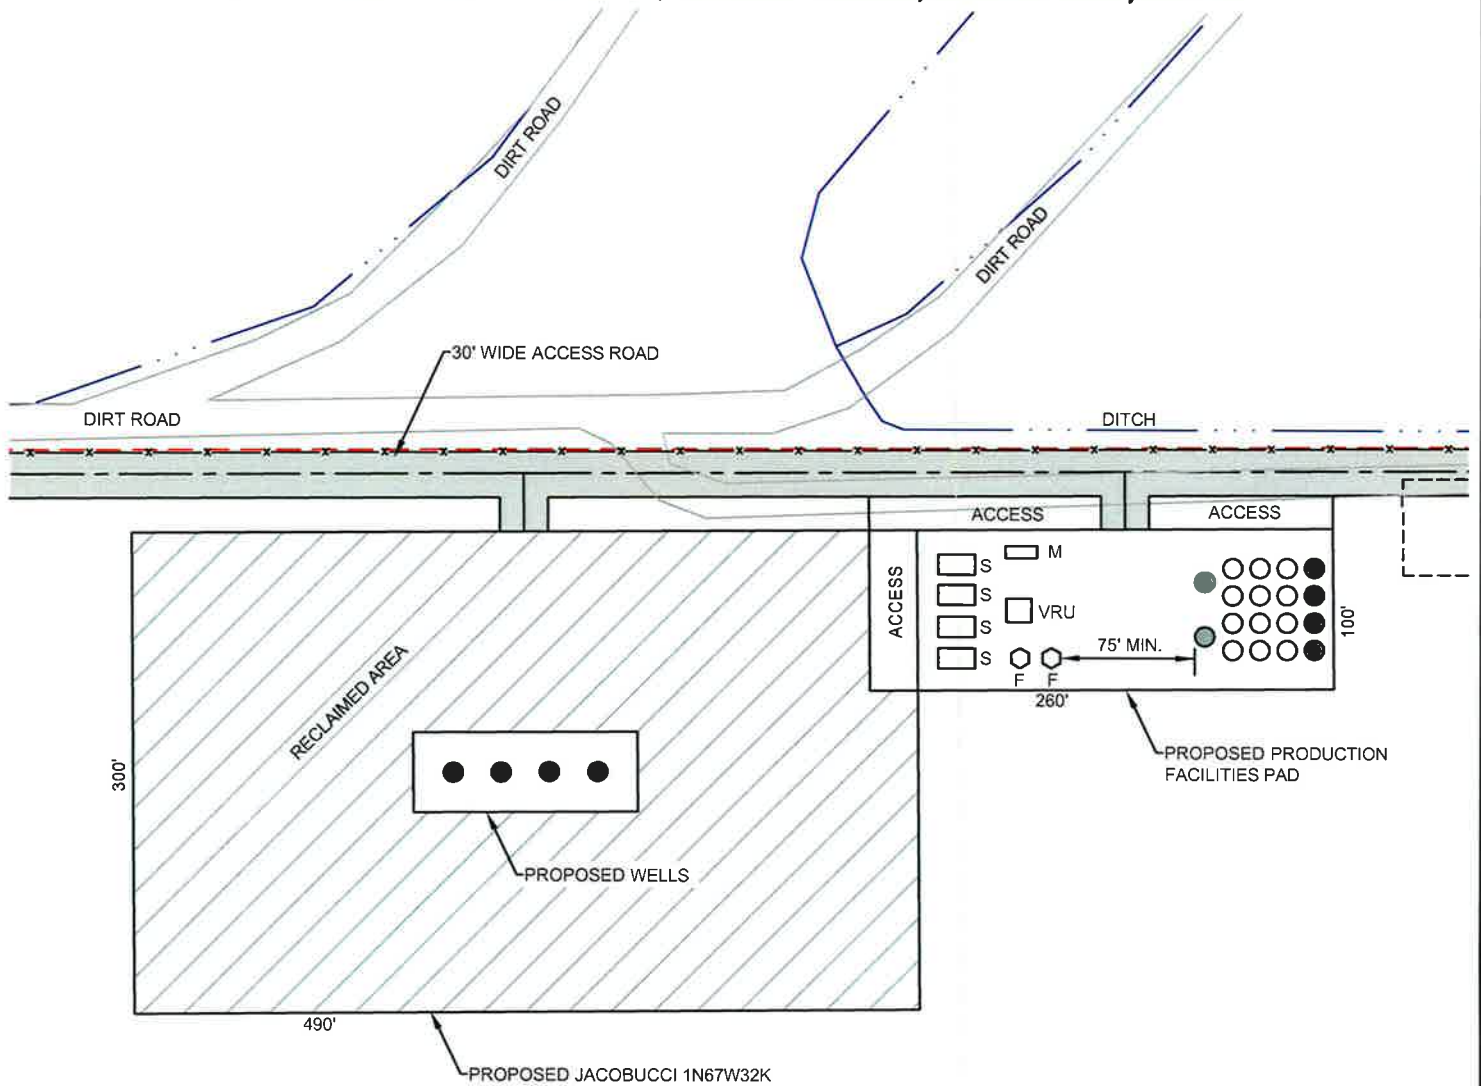 DIRT ROAD
DIRT ROAD
30' WIDE ACCESS ROAD
DIRT ROAD
DITCH
ACCESS
ACCESS
ACCESS
S
M
S
VRU
S
S
F
F
75' MIN.
100'
260'
RECLAIMED AREA
PROPOSED PRODUCTION
FACILITIES PAD
300'
PROPOSED WELLS
490'
PROPOSED JACOBUCCI 1N67W32K